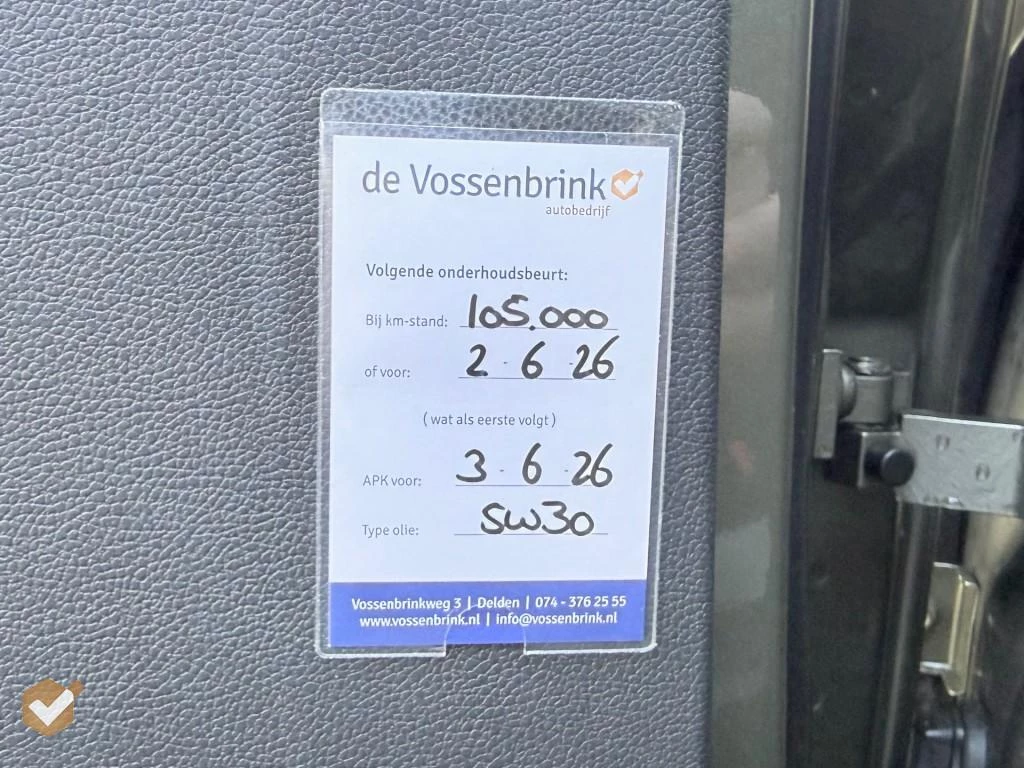 de Vossenbrink
autobedrijf
Volgende onderhoudsbeurt:
Bij km-stand: 105.000
of voor: 2 - 6 - 26
( wat als eerste volgt )
APK voor: 3 - 6 - 26
Type olie: 5W30
Vossenbrinkweg 3 | Delden | 074 - 376 25 55
www.vossenbrink.nl | info@vossenbrink.nl